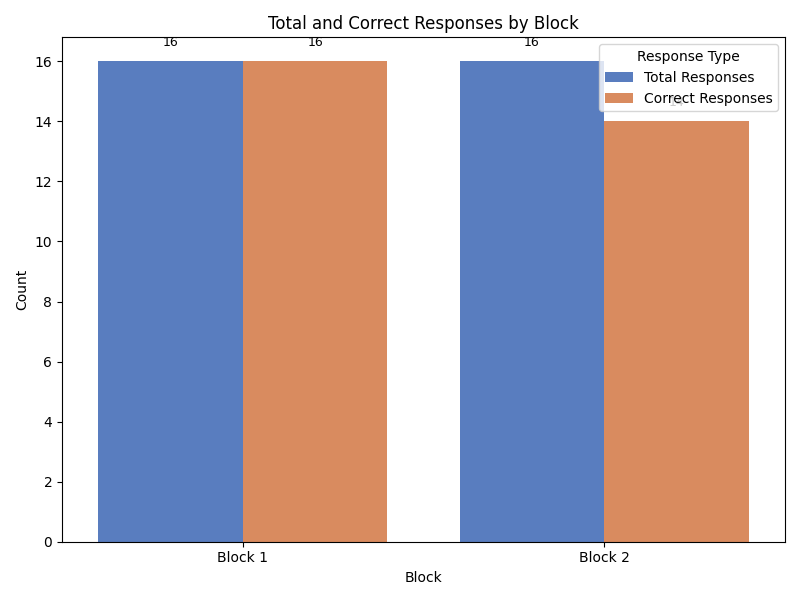 Total and Correct Responses by Block
16 16 16
Response Type
Total Responses
Correct Responses
16
14
12
10
8
6
4
2
0
Count
Block 1 Block 2
Block